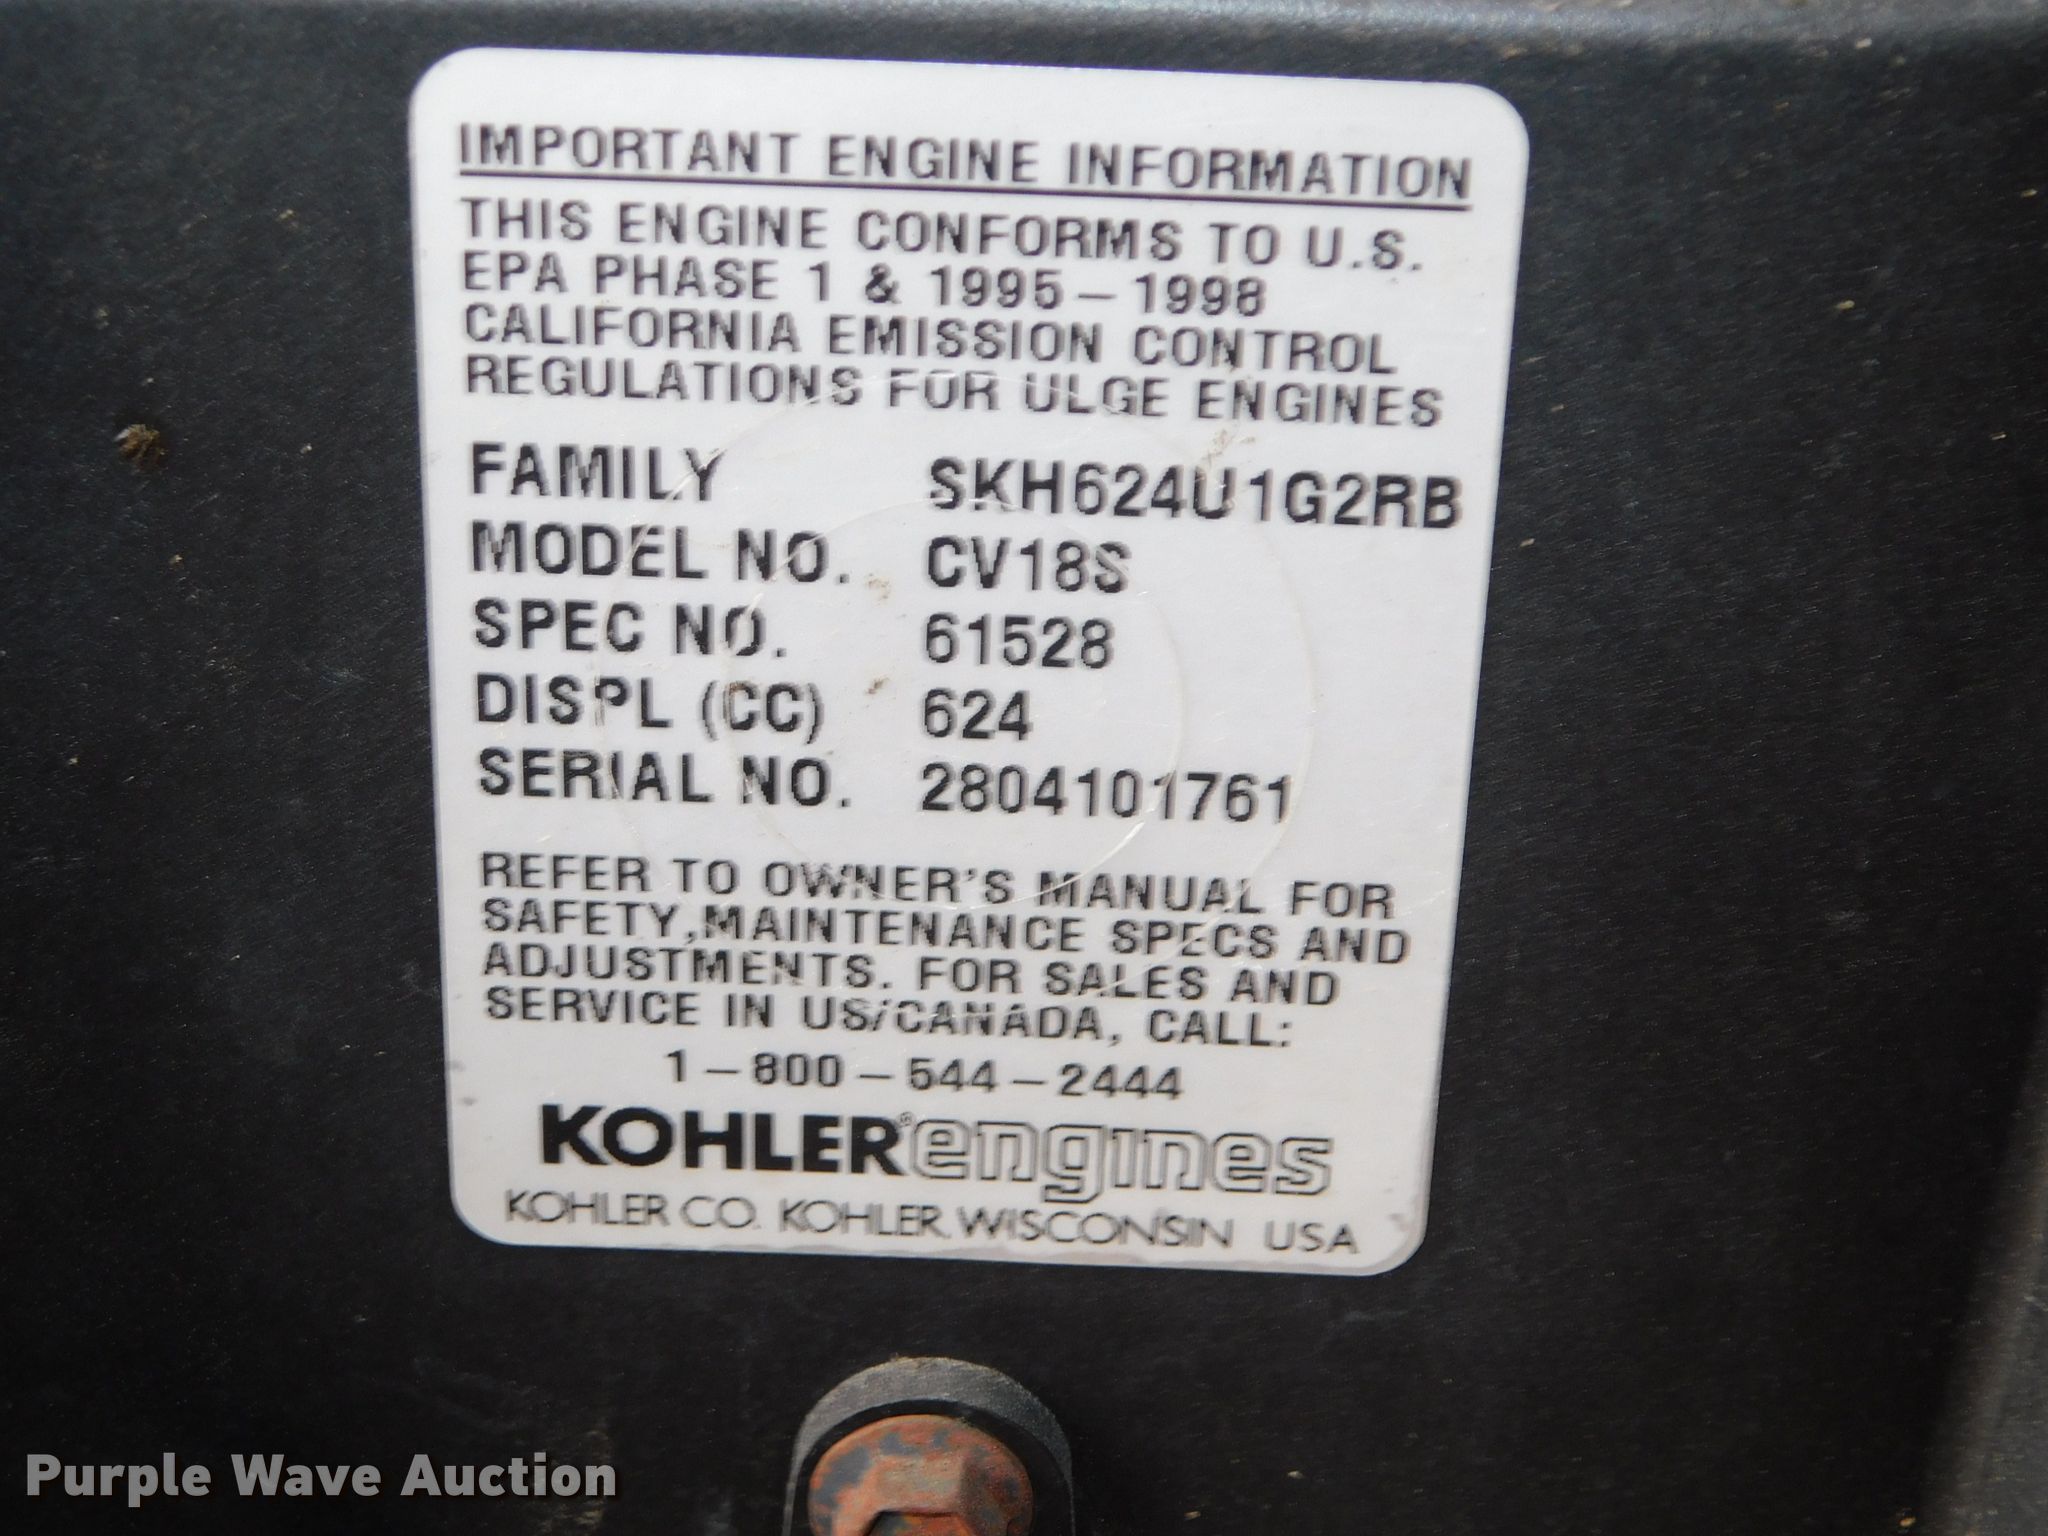 IMPORTANT ENGINE INFORMATION
THIS ENGINE CONFORMS TO U.S.
EPA PHASE 1 & 1995–1998
CALIFORNIA EMISSION CONTROL
REGULATIONS FOR ULGE ENGINES
FAMILY SKH624U1G2RB
MODEL NO. CV18S
SPEC NO. 61528
DISPL (CC) 624
SERIAL NO. 2804101761
REFER TO OWNER'S MANUAL FOR
SAFETY,MAINTENANCE SPECS AND
ADJUSTMENTS. FOR SALES AND
SERVICE IN US/CANADA, CALL:
1–800–544–2444
KOHLER® engines
KOHLER CO. KOHLER, WISCONSIN USA
Purple Wave Auction